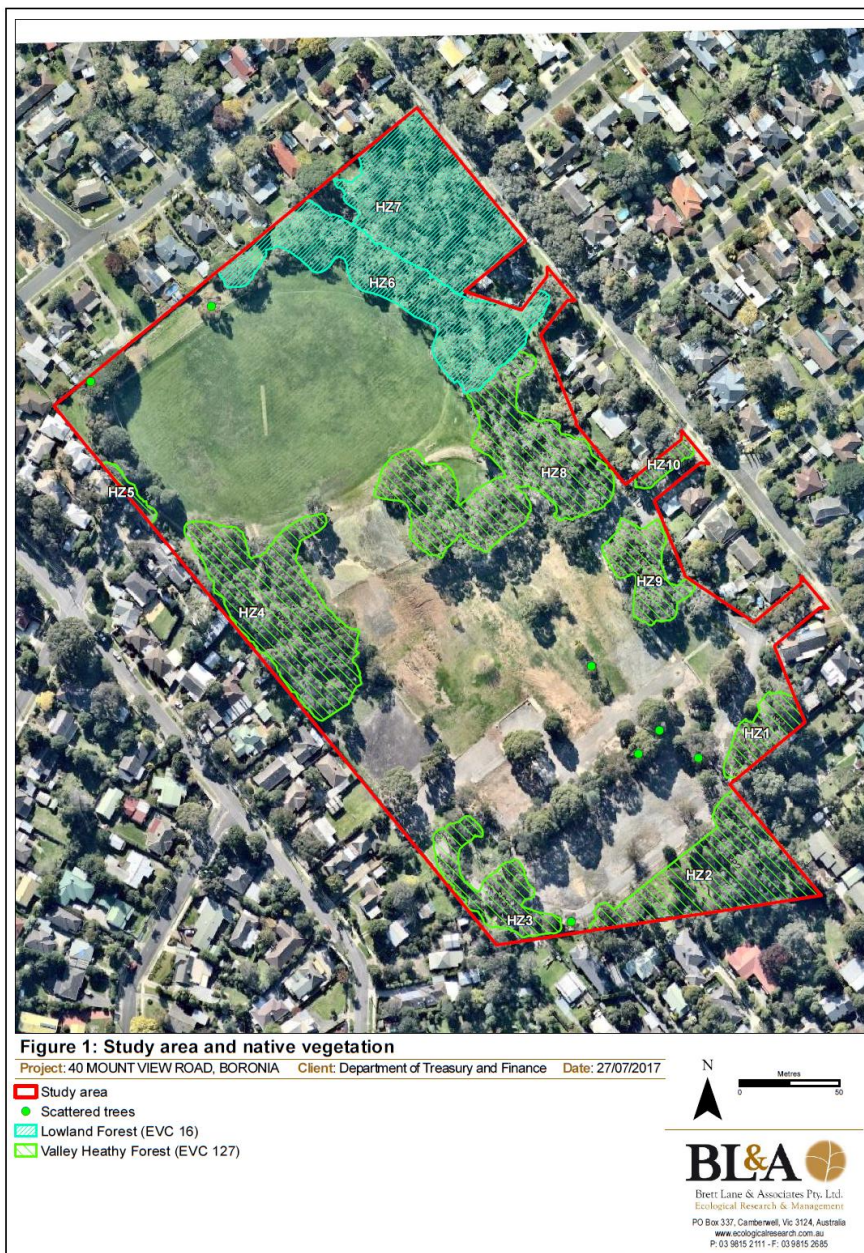 HZ7
HZ6
HZ8
HZ10
HZ5
HZ9
HZ4
HZ1
HZ2
HZ3
Figure 1: Study area and native vegetation
Project: 40 MOUNT VIEW ROAD, BORONIA Client: Department of Treasury and Finance Date: 27/07/2017
Study area
Scattered trees
Lowland Forest (EVC 16)
Valley Heathy Forest (EVC 127)
N
Metres
0 50
BL&A
Brett Lane & Associates Pty. Ltd.
Ecological Research & Management
PO Box 337, Camberwell, Vic 3124, Australia
www.ecologicalresearch.com.au
P: 03 9815 2111 - F: 03 9815 2685